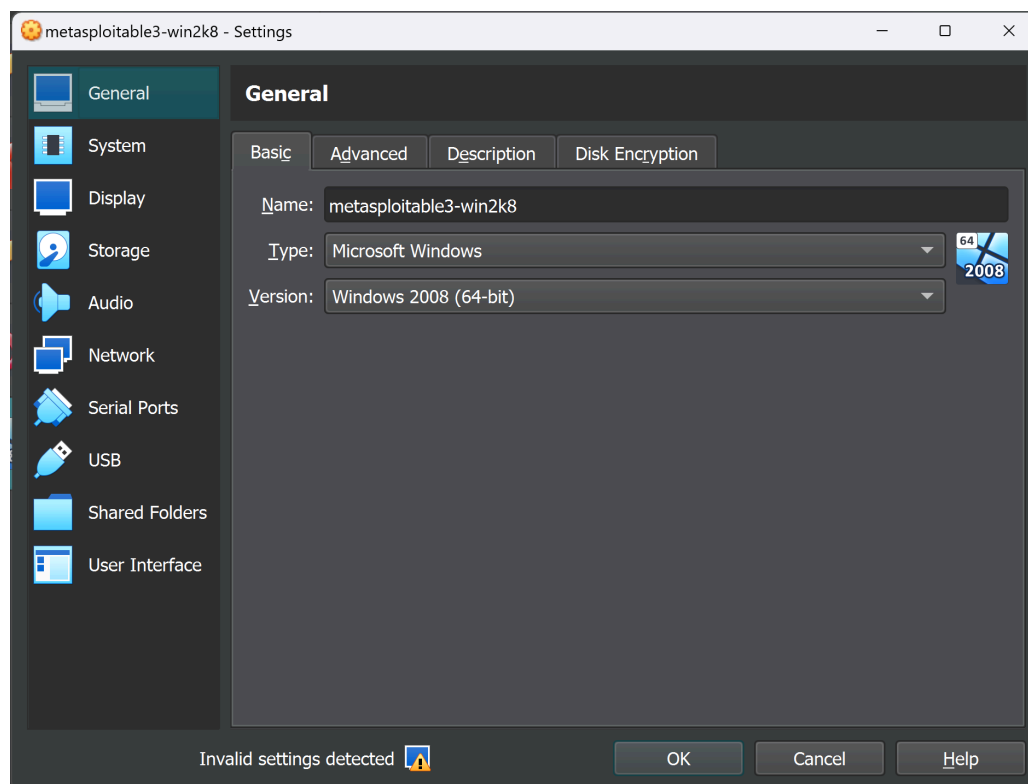 metasploitable3-win2k8 - Settings
General
System
Display
Storage
Audio
Network
Serial Ports
USB
Shared Folders
User Interface
General
Basic Advanced Description Disk Encryption
Name: metasploitable3-win2k8
Type: Microsoft Windows
64
2008
Version: Windows 2008 (64-bit)
Invalid settings detected OK Cancel Help